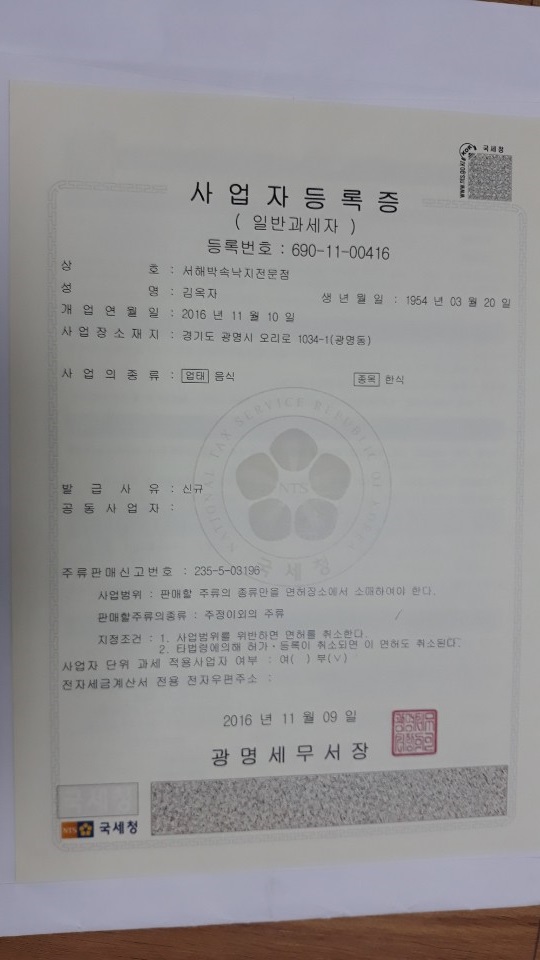 국세청
사업자등록증
( 일반과세자 )
등록번호 : 690-11-00416
상 호 : 서해박속낙지전문점
성 명 : 김옥자 생년월일 : 1954 년 03 월 20 일
개업연월일 : 2016 년 11 월 10 일
사업장소재지 : 경기도 광명시 오리로 1034-1(광명동)
사업의종류 : 업태 음식 종목 한식
NATIONAL TAX SERVICE REPUBLIC OF KOREA
NTS
국세청
발급사유 : 신규
공동사업자 :
주류판매신고번호 : 235-5-03196
사업범위 : 판매할 주류의 종류만을 면허장소에서 소매하여야 한다.
판매할주류의종류 : 주정이외의 주류 /
지정조건 : 1. 사업범위를 위반하면 면허를 취소한다.
2. 타법령에의해 허가·등록이 취소되면 이 면허도 취소된다.
사업자 단위 과세 적용사업자 여부 : 여( ) 부(∨)
전자세금계산서 전용 전자우편주소 :
2016 년 11 월 09 일
광명세무서장
NTS 국세청